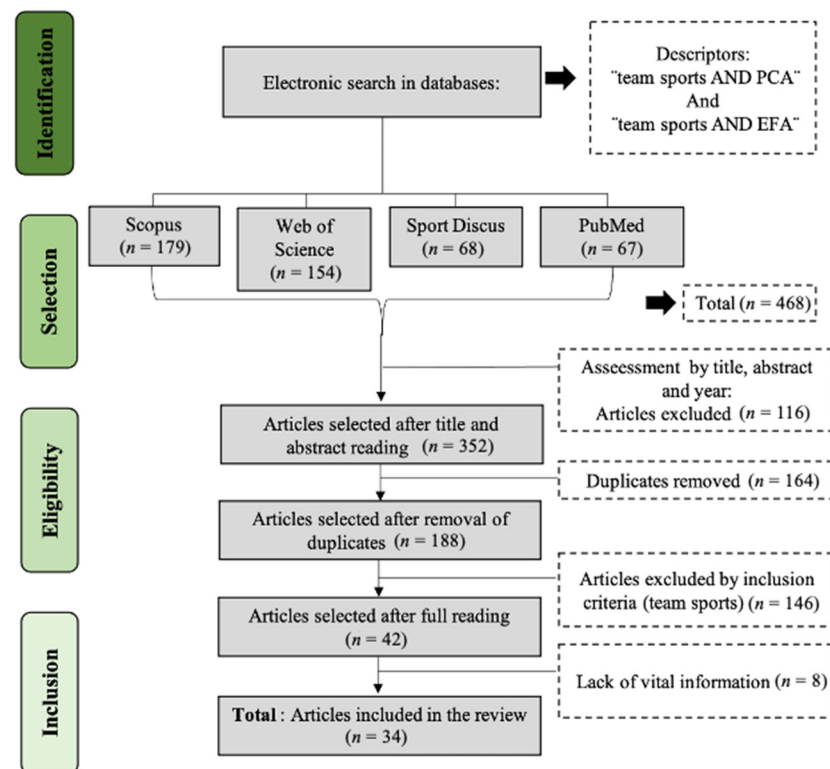 Identification
Electronic search in databases:
Descriptors:
¨team sports AND PCA¨
And
¨team sports AND EFA¨
Selection
Scopus
(n = 179)
Web of
Science
(n = 154)
Sport Discus
(n = 68)
PubMed
(n = 67)
Total (n = 468)
Assessment by title, abstract
and year:
Articles excluded (n = 116)
Eligibility
Articles selected after title and
abstract reading (n = 352)
Duplicates removed (n = 164)
Articles selected after removal of
duplicates (n = 188)
Articles excluded by inclusion
criteria (team sports) (n = 146)
Inclusion
Articles selected after full reading
(n = 42)
Lack of vital information (n = 8)
Total : Articles included in the review
(n = 34)